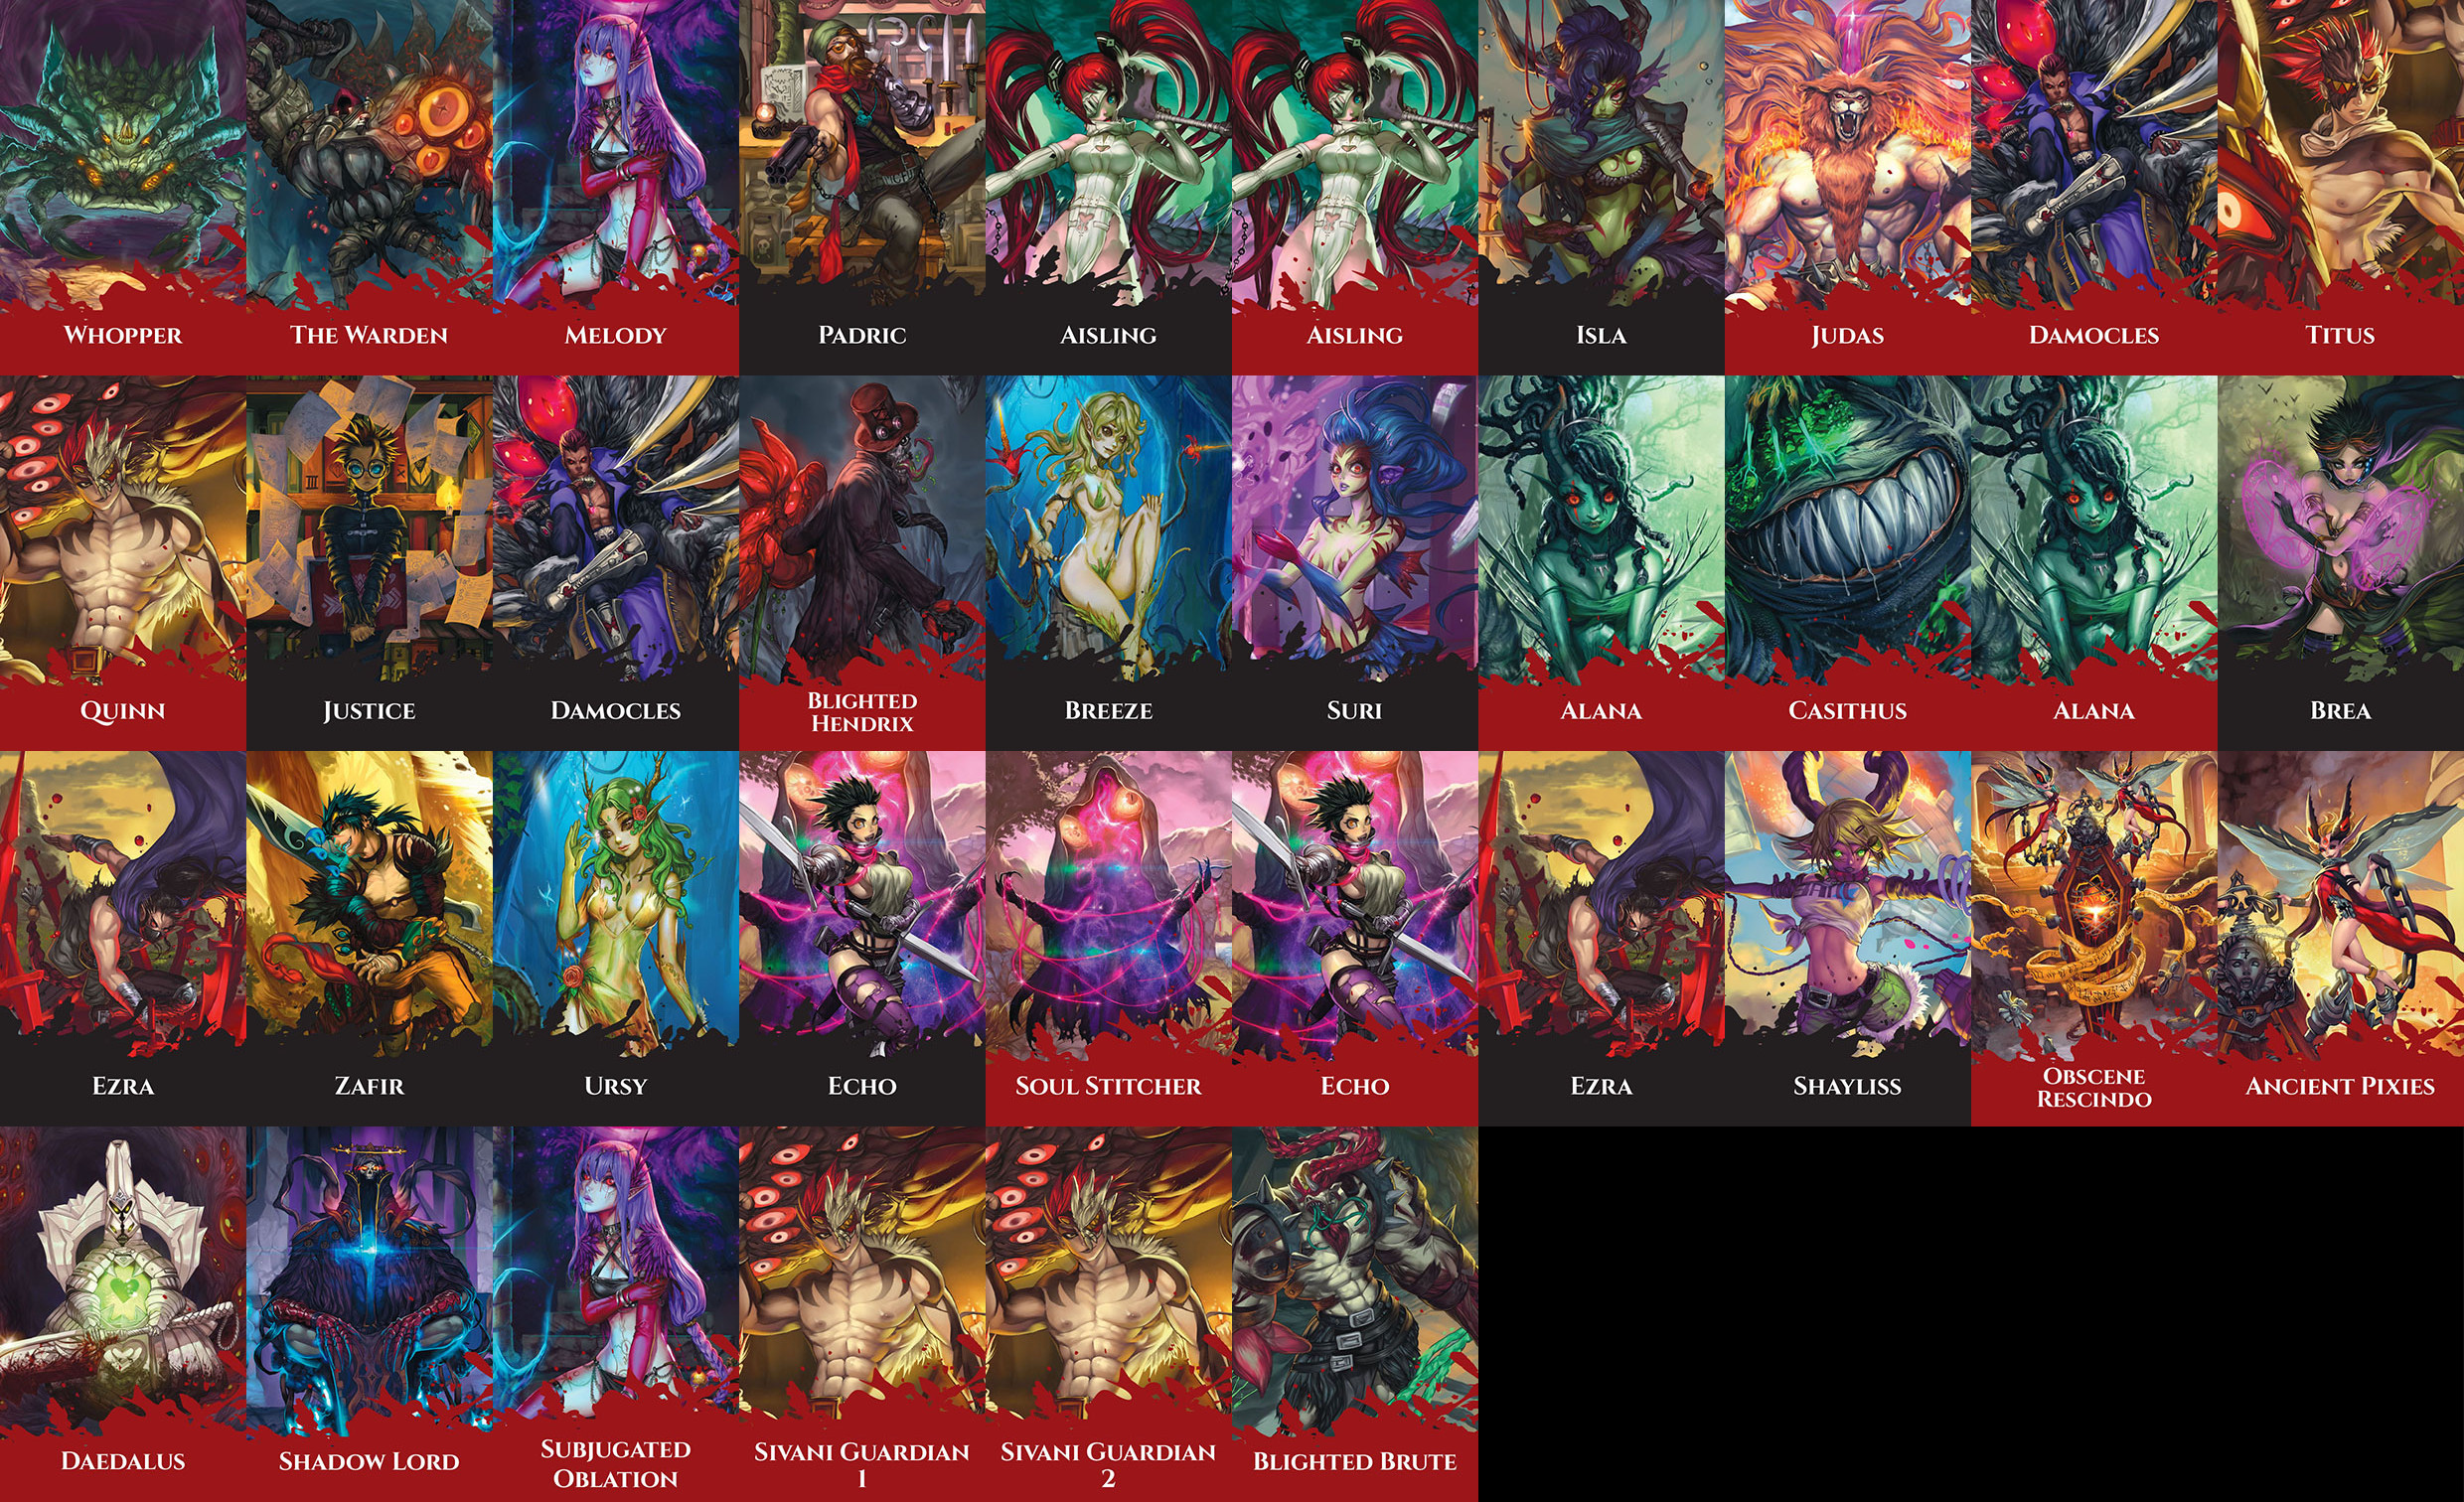 Whopper
The Warden
Melody
Padric
Aisling
Aisling
Isla
Judas
Damocles
Titus
Quinn
Justice
Damocles
Blighted
Hendrix
Breeze
Suri
Alana
Casithus
Alana
Brea
Ezra
Zafir
Ursy
Echo
Soul Stitcher
Echo
Ezra
Shayliss
Obscene
Rescindo
Ancient Pixies
Daedalus
Shadow Lord
Subjugated
Oblation
Sivani Guardian
1
Sivani Guardian
2
Blighted Brute